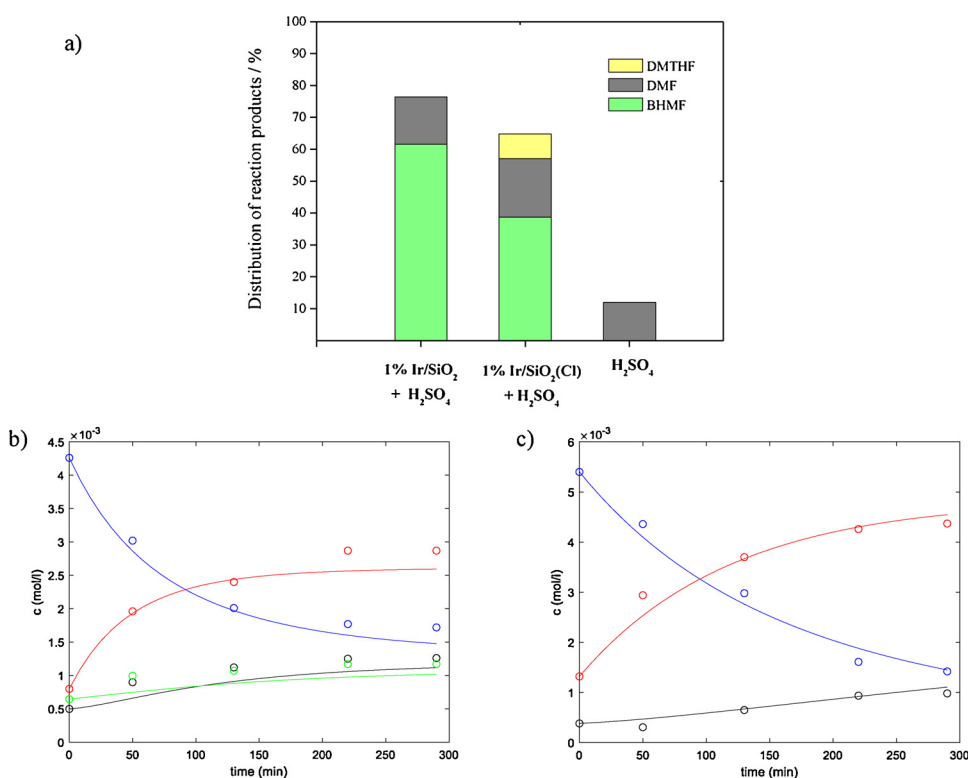 a)
100
90
80
70
60
50
40
30
20
10
Distribution of reaction products / %
DMTHF
DMF
BHMF
1% Ir/SiO₂
+ H₂SO₄
1% Ir/SiO₂(Cl)
+ H₂SO₄
H₂SO₄
b)
×10⁻³
4.5
4
3.5
3
2.5
2
1.5
1
0.5
0
c (mol/l)
0 50 100 150 200 250 300
time (min)
c)
×10⁻³
6
5
4
3
2
1
0
c (mol/l)
0 50 100 150 200 250 300
time (min)